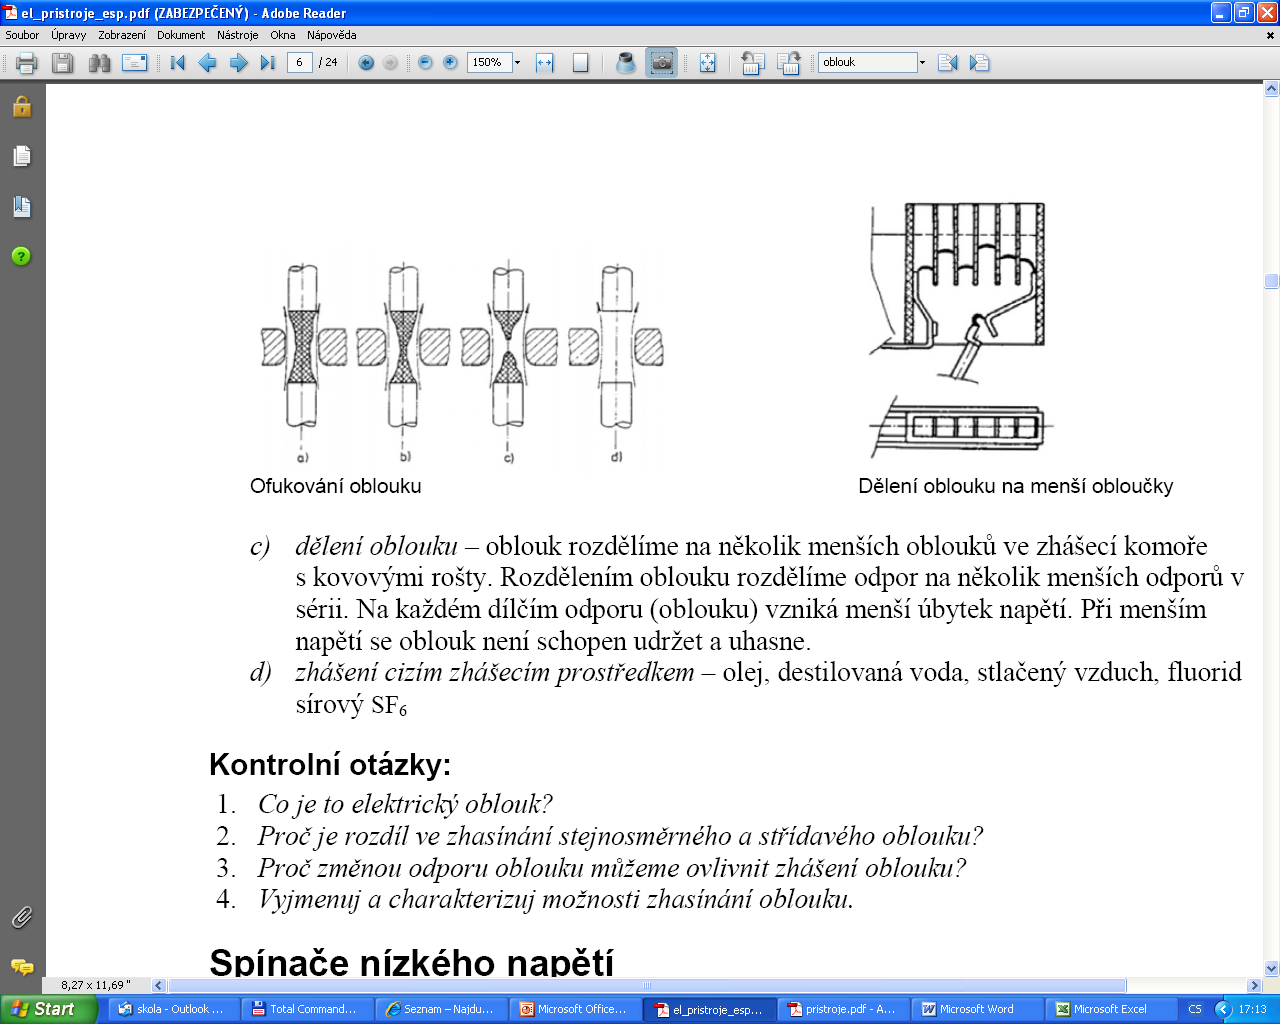 el_pristroje_esp.pdf (ZABEZPEČENÝ) - Adobe Reader
Soubor Úpravy Zobrazení Dokument Nástroje Okna Nápověda
6 / 24 150% oblouk
a) b) c) d)
Ofukování oblouku
Dělení oblouku na menší obloučky
c) dělení oblouku – oblouk rozdělíme na několik menších oblouků ve zhášecí komoře
s kovovými rošty. Rozdělením oblouku rozdělíme odpor na několik menších odporů v
sérii. Na každém dílčím odporu (oblouku) vzniká menší úbytek napětí. Při menším
napětí se oblouk není schopen udržet a uhasne.
d) zhášení cizím zhášecím prostředkem – olej, destilovaná voda, stlačený vzduch, fluorid
sírový SF6
Kontrolní otázky:
1. Co je to elektrický oblouk?
2. Proč je rozdíl ve zhasínání stejnosměrného a střídavého oblouku?
3. Proč změnou odporu oblouku můžeme ovlivnit zhášení oblouku?
4. Vyjmenuj a charakterizuj možnosti zhasínání oblouku.
Spínače nízkého napětí
8,27 x 11,69 "
Start skola - Outlook ... Total Comman​d... Seznam – Najdu... Microsoft Office... el_pristroje_esp... pristroje.pdf - A... Microsoft Word Microsoft Excel CS 17:13